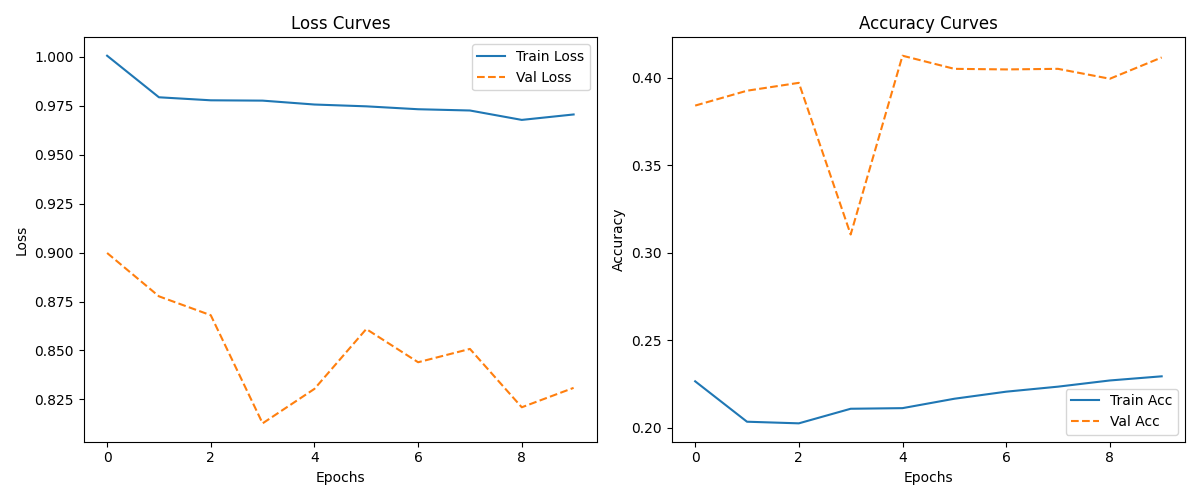 Loss Curves
Train Loss
Val Loss
1.000
0.975
0.950
0.925
0.900
0.875
0.850
0.825
Loss
0 2 4 6 8
Epochs
Accuracy Curves
0.40
0.35
0.30
0.25
0.20
Accuracy
Train Acc
Val Acc
0 2 4 6 8
Epochs